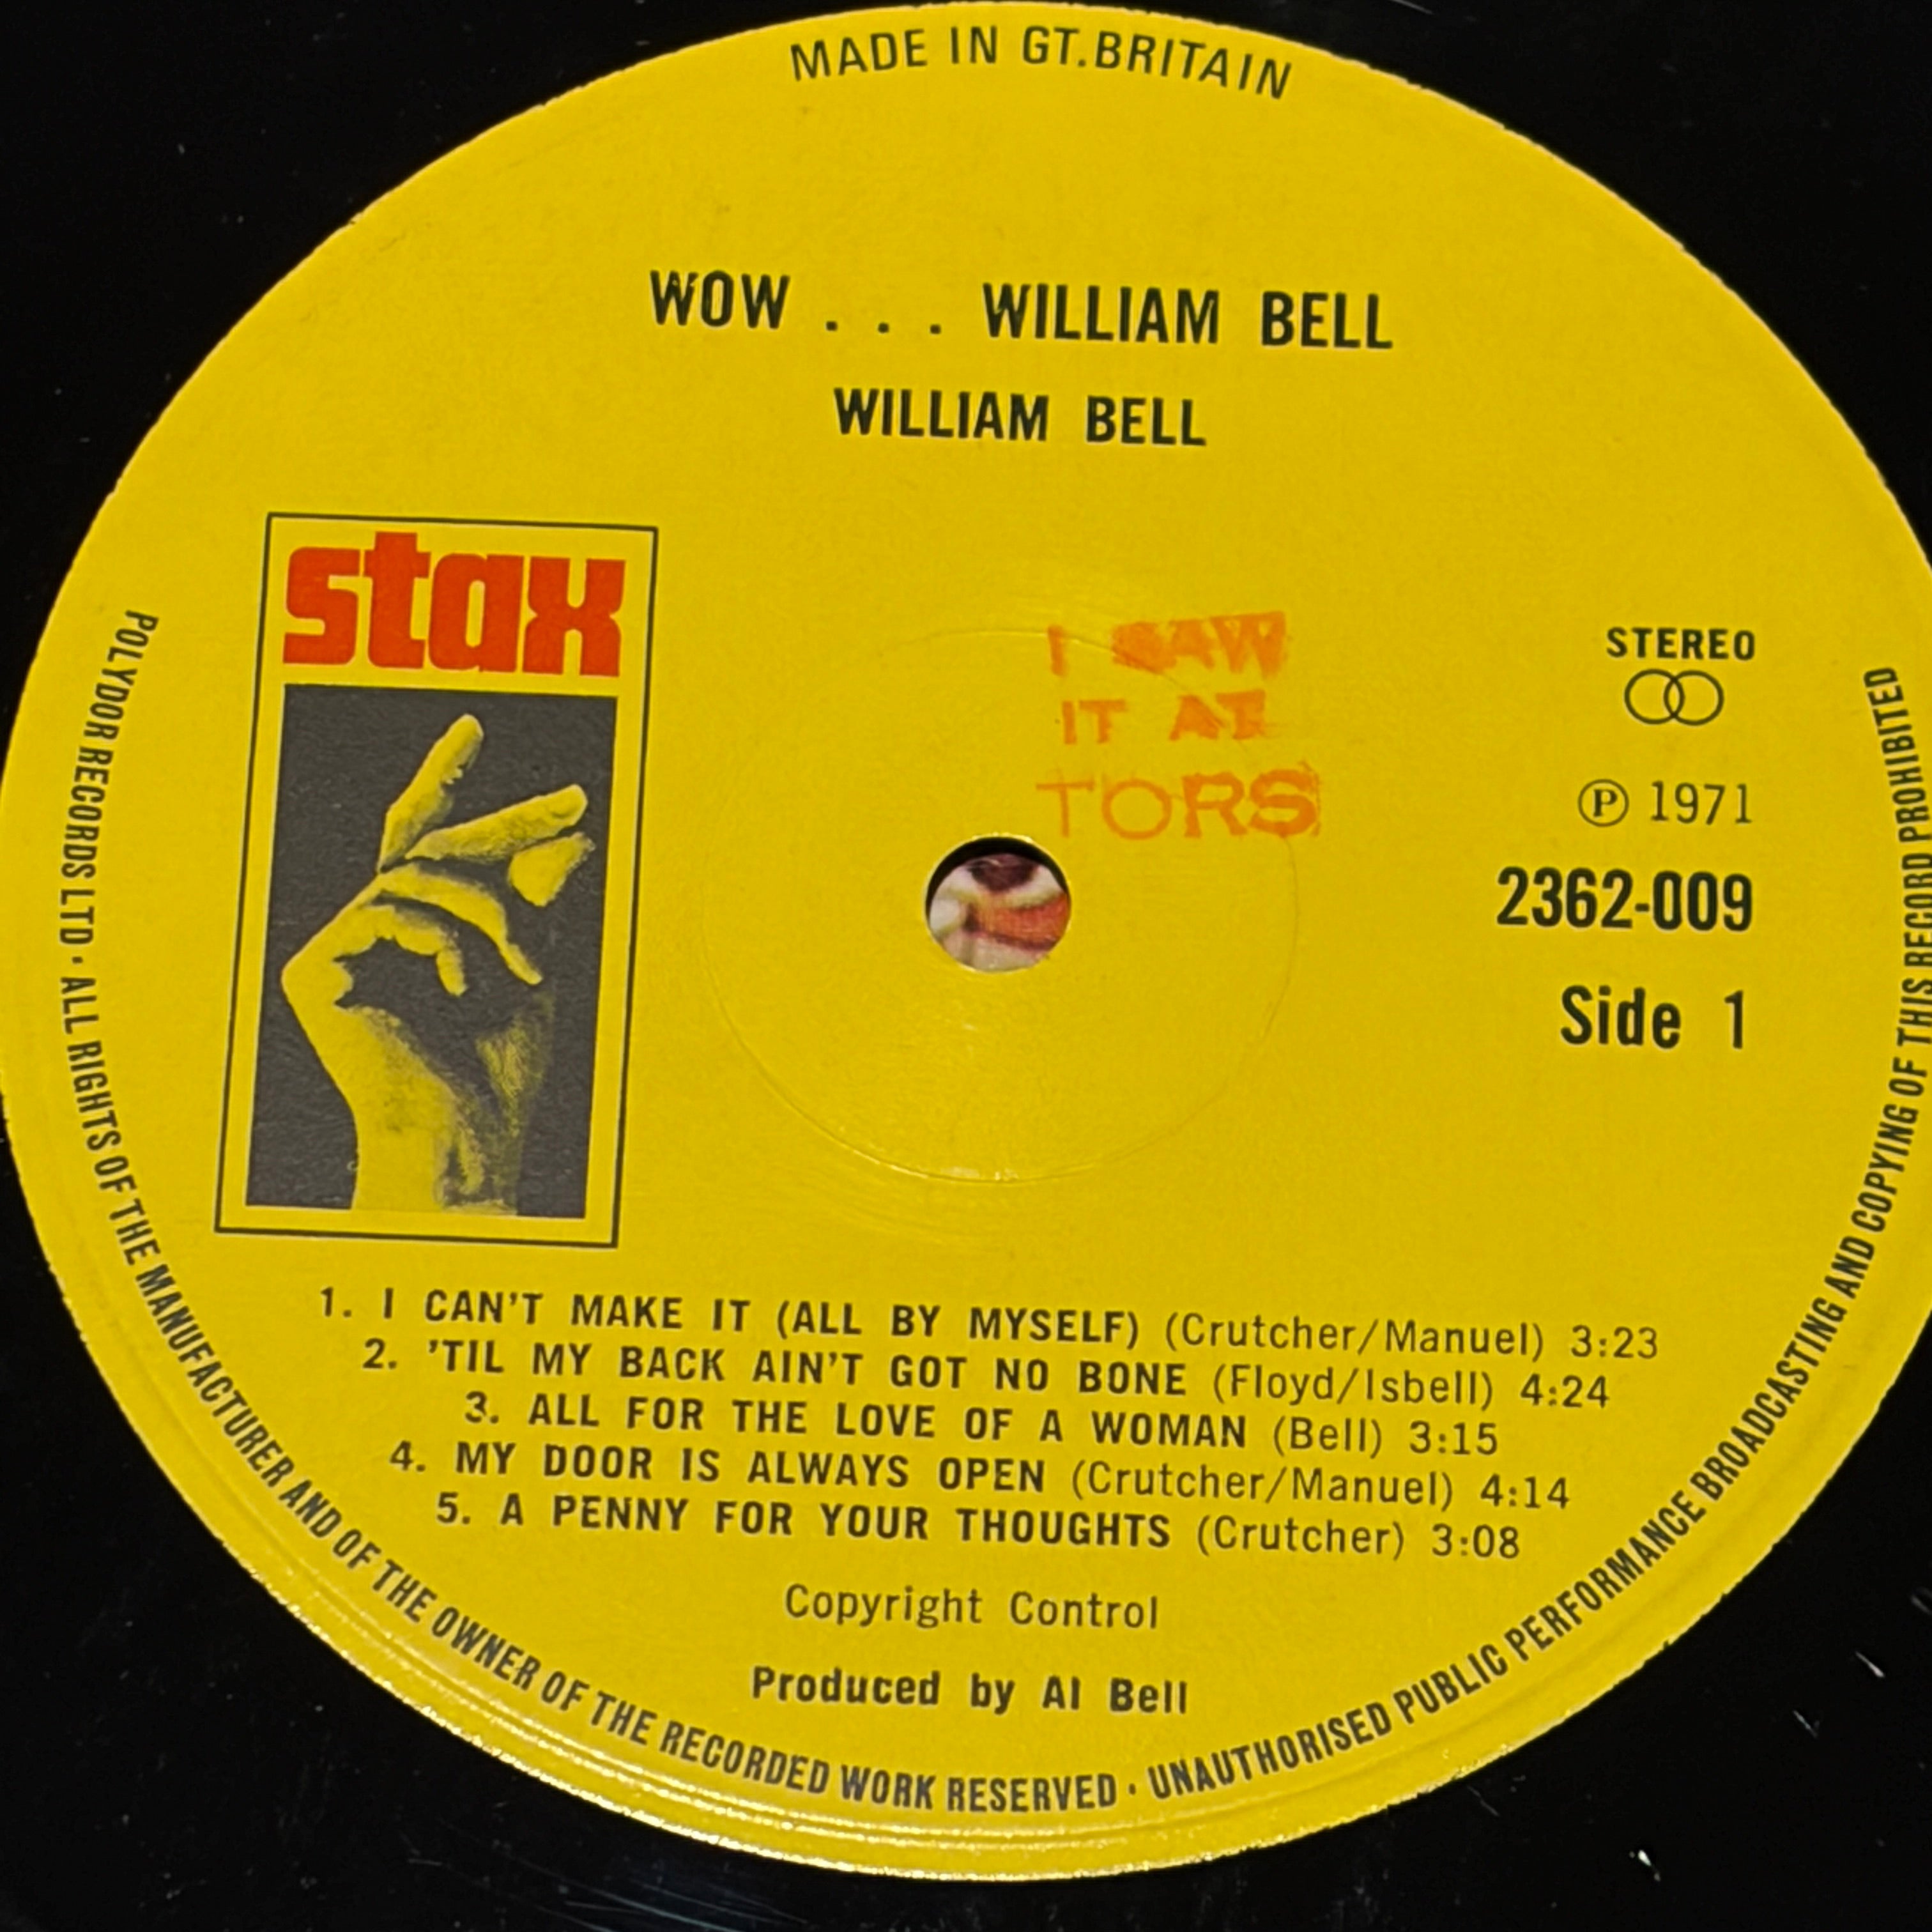 MADE IN GT.BRITAIN
WOW . . . WILLIAM BELL
WILLIAM BELL
stax
I SAW
IT AT
TORS
STEREO
Ⓟ 1971
2362-009
Side 1
1. I CAN'T MAKE IT (ALL BY MYSELF) (Crutcher/Manuel) 3:23
2. 'TIL MY BACK AIN'T GOT NO BONE (Floyd/Isbell) 4:24
3. ALL FOR THE LOVE OF A WOMAN (Bell) 3:15
4. MY DOOR IS ALWAYS OPEN (Crutcher/Manuel) 4:14
5. A PENNY FOR YOUR THOUGHTS (Crutcher) 3:08
Copyright Control
Produced by Al Bell
POLYDOR RECORDS LTD · ALL RIGHTS OF THE MANUFACTURER AND OF THE OWNER OF THE RECORDED WORK RESERVED · UNAUTHORISED PUBLIC PERFORMANCE BROADCASTING AND COPYING OF THIS RECORD PROHIBITED